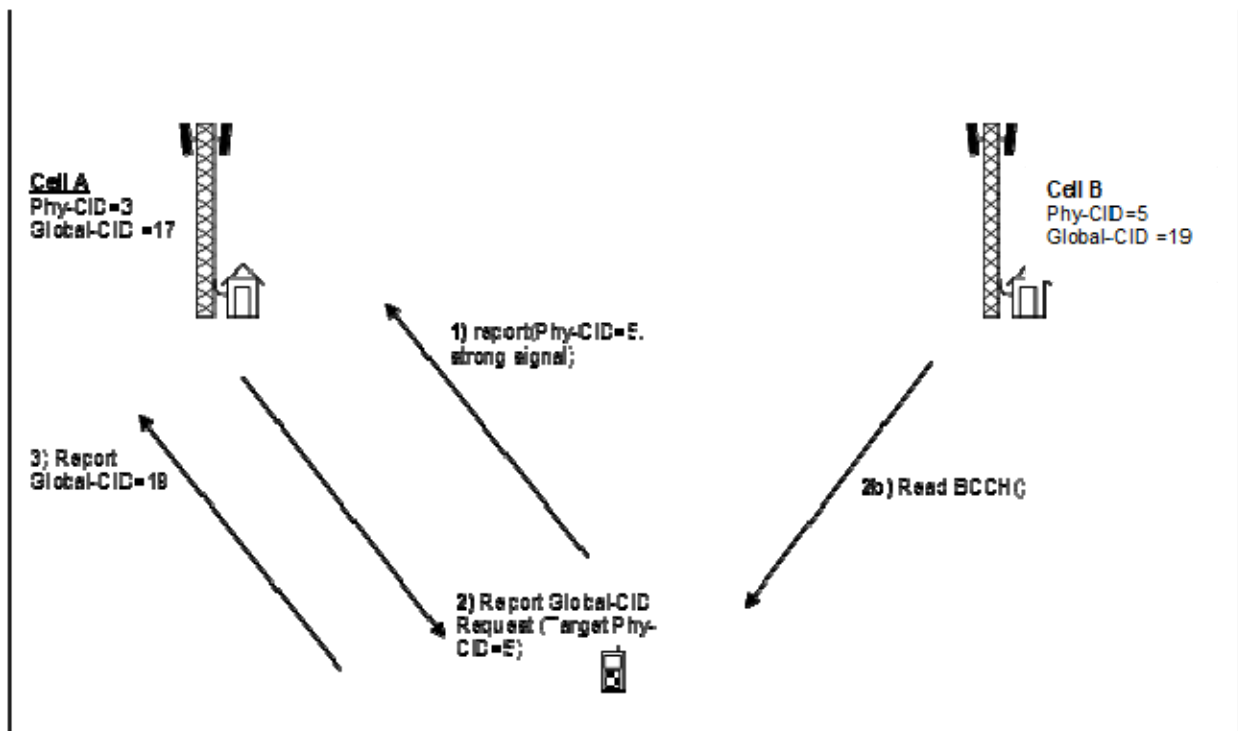 Cell A
Phy-CID=3
Global-CID =17
Cell B
Phy-CID=5
Global-CID =19
1) report(Phy-CID=5,
strong signal)
3) Report
Global-CID=19
2b) Read BCCH()
2) Report Global-CID
Request (Target Phy-
CID=5)